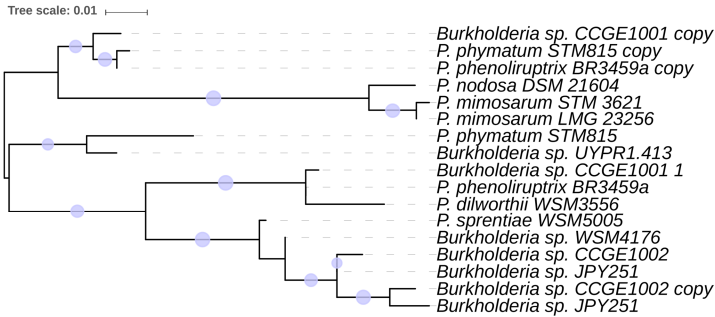 Tree scale: 0.01
Burkholderia sp. CCGE1001 copy
P. phymatum STM815 copy
P. phenoliruptrix BR3459a copy
P. nodosa DSM 21604
P. mimosarum STM 3621
P. mimosarum LMG 23256
P. phymatum STM815
Burkholderia sp. UYPR1.413
Burkholderia sp. CCGE1001 1
P. phenoliruptrix BR3459a
P. dilworthii WSM3556
P. sprentiae WSM5005
Burkholderia sp. WSM4176
Burkholderia sp. CCGE1002
Burkholderia sp. JPY251
Burkholderia sp. CCGE1002 copy
Burkholderia sp. JPY251